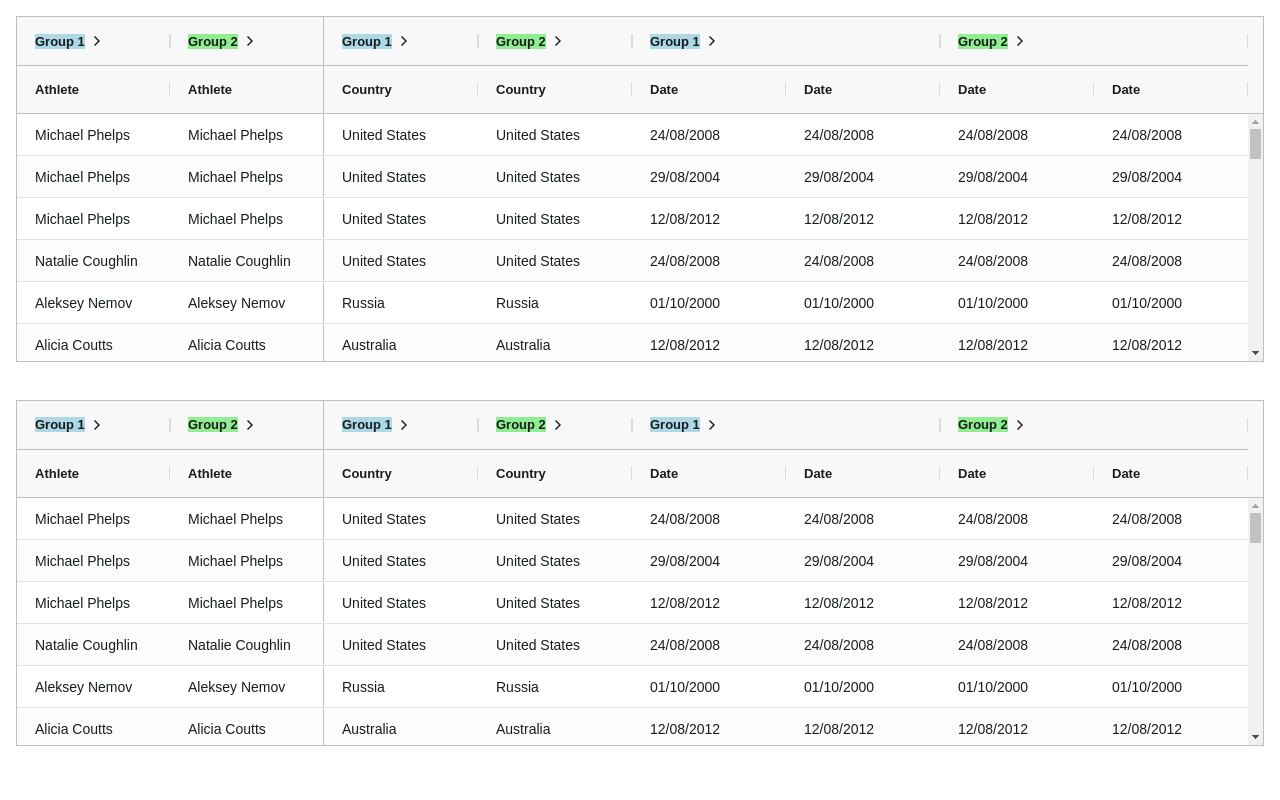 Group 1 Group 2 Group 1 Group 2 Group 1 Group 2
Athlete Athlete Country Country Date Date Date Date
Michael Phelps Michael Phelps United States United States 24/08/2008 24/08/2008 24/08/2008 24/08/2008
Michael Phelps Michael Phelps United States United States 29/08/2004 29/08/2004 29/08/2004 29/08/2004
Michael Phelps Michael Phelps United States United States 12/08/2012 12/08/2012 12/08/2012 12/08/2012
Natalie Coughlin Natalie Coughlin United States United States 24/08/2008 24/08/2008 24/08/2008 24/08/2008
Aleksey Nemov Aleksey Nemov Russia Russia 01/10/2000 01/10/2000 01/10/2000 01/10/2000
Alicia Coutts Alicia Coutts Australia Australia 12/08/2012 12/08/2012 12/08/2012 12/08/2012
Group 1 Group 2 Group 1 Group 2 Group 1 Group 2
Athlete Athlete Country Country Date Date Date Date
Michael Phelps Michael Phelps United States United States 24/08/2008 24/08/2008 24/08/2008 24/08/2008
Michael Phelps Michael Phelps United States United States 29/08/2004 29/08/2004 29/08/2004 29/08/2004
Michael Phelps Michael Phelps United States United States 12/08/2012 12/08/2012 12/08/2012 12/08/2012
Natalie Coughlin Natalie Coughlin United States United States 24/08/2008 24/08/2008 24/08/2008 24/08/2008
Aleksey Nemov Aleksey Nemov Russia Russia 01/10/2000 01/10/2000 01/10/2000 01/10/2000
Alicia Coutts Alicia Coutts Australia Australia 12/08/2012 12/08/2012 12/08/2012 12/08/2012